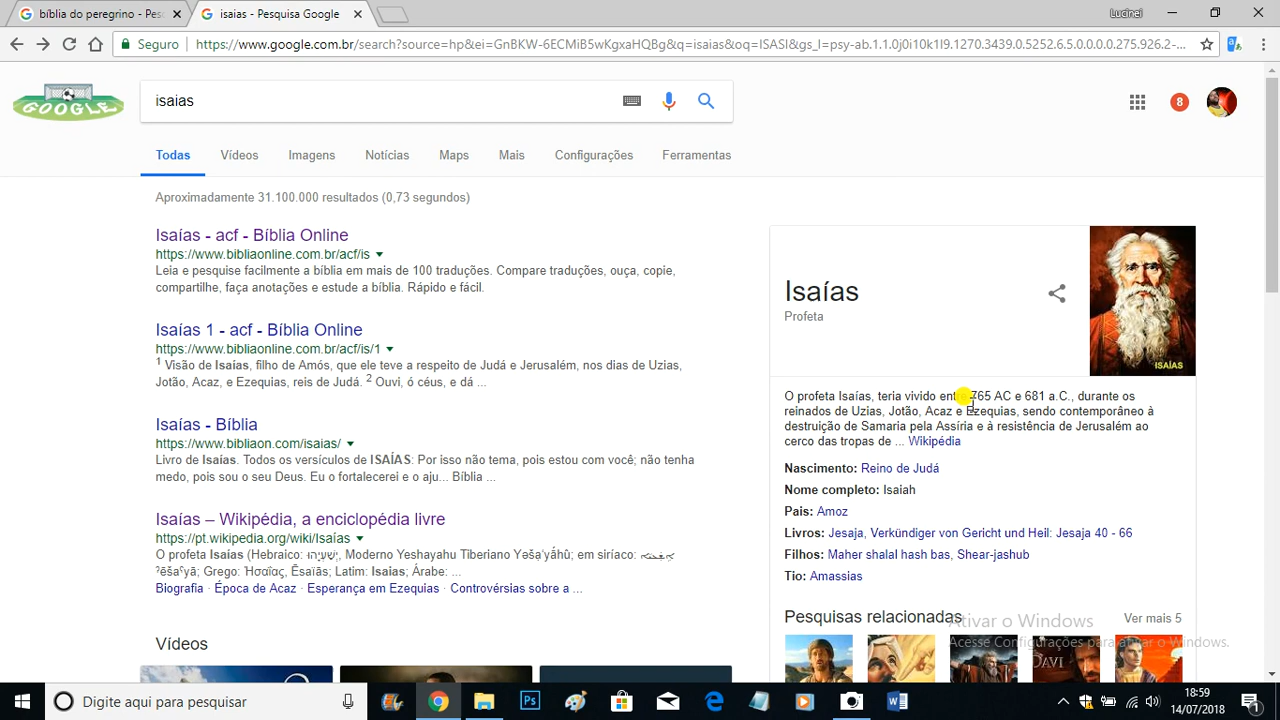 bíblia do peregrino - Pes
isaias - Pesquisa Google
Lucinei
Seguro
https://www.google.com.br/search?source=hp&ei=GnBKW-6ECMiB5wKgxaHQBg&q=isaias&oq=ISASI&gs_l=psy-ab.1.1.0j0i10k1l9.1270.3439.0.5252.6.5.0.0.0.0.275.926.2-...
GOOGLE
isaias
8
Todas
Vídeos
Imagens
Notícias
Maps
Mais
Configurações
Ferramentas
Aproximadamente 31.100.000 resultados (0,73 segundos)
Isaías - acf - Bíblia Online
https://www.bibliaonline.com.br/acf/is
Leia e pesquise facilmente a bíblia em mais de 100 traduções. Compare traduções, ouça, copie,
compartilhe, faça anotações e estude a bíblia. Rápido e fácil.
Isaías 1 - acf - Bíblia Online
https://www.bibliaonline.com.br/acf/is/1
1 Visão de Isaías, filho de Amós, que ele teve a respeito de Judá e Jerusalém, nos dias de Uzias,
Jotão, Acaz, e Ezequias, reis de Judá. 2 Ouvi, ó céus, e dá ...
Isaías - Bíblia
https://www.bibliaon.com/isaias/
Livro de Isaías. Todos os versículos de ISAÍAS: Por isso não tema, pois estou com você; não tenha
medo, pois sou o seu Deus. Eu o fortalecerei e o aju... Bíblia ...
Isaías – Wikipédia, a enciclopédia livre
https://pt.wikipedia.org/wiki/Isaías
O profeta Isaías (Hebraico: יְשַׁעְיָהוּ, Moderno Yeshayahu Tiberiano Yəšạʻyā́hû; em siríaco: ܐܫܥܝܐ
ˀēšaˁyā; Grego: Ἠσαΐας, Ēsaïās; Latim: Isaias; Árabe: ...
Biografia · Época de Acaz · Esperança em Ezequias · Controvérsias sobre a ...
Vídeos
Isaías
Profeta
ISAÍAS
O profeta Isaías, teria vivido entre 765 AC e 681 a.C., durante os
reinados de Uzias, Jotão, Acaz e Ezequias, sendo contemporâneo à
destruição de Samaria pela Assíria e à resistência de Jerusalém ao
cerco das tropas de ... Wikipédia
Nascimento: Reino de Judá
Nome completo: Isaiah
Pais: Amoz
Livros: Jesaja, Verkündiger von Gericht und Heil: Jesaja 40 - 66
Filhos: Maher shalal hash bas, Shear-jashub
Tio: Amassias
Pesquisas relacionadas
Ver mais 5
DAVI
Ativar o Windows
Acesse Configurações para ativar o Windows.
Digite aqui para pesquisar
Ps
18:59
14/07/2018
1